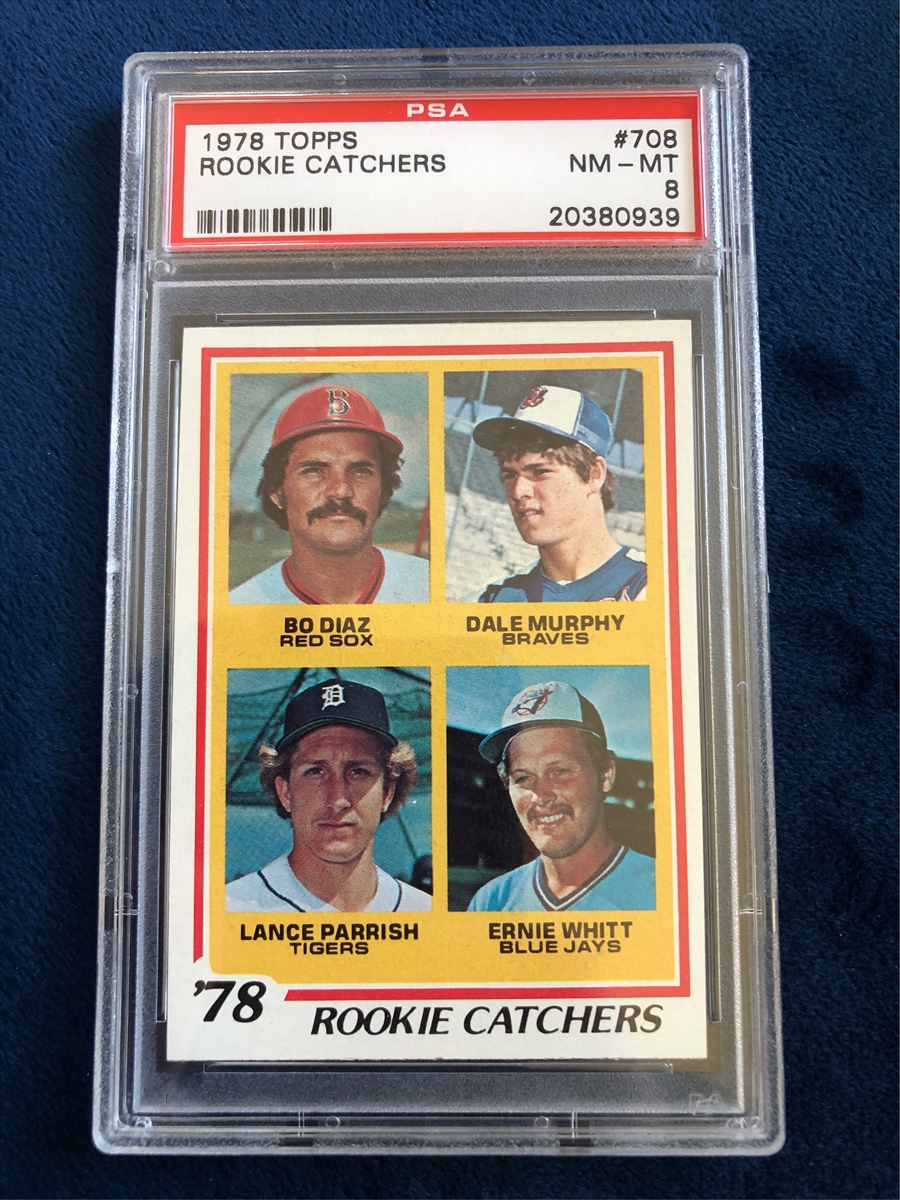 PSA
1978 TOPPS #708
ROOKIE CATCHERS NM – MT
8
20380939
B
BO DIAZ
RED SOX
DALE MURPHY
BRAVES
D
LANCE PARRISH
TIGERS
ERNIE WHITT
BLUE JAYS
'78
ROOKIE CATCHERS